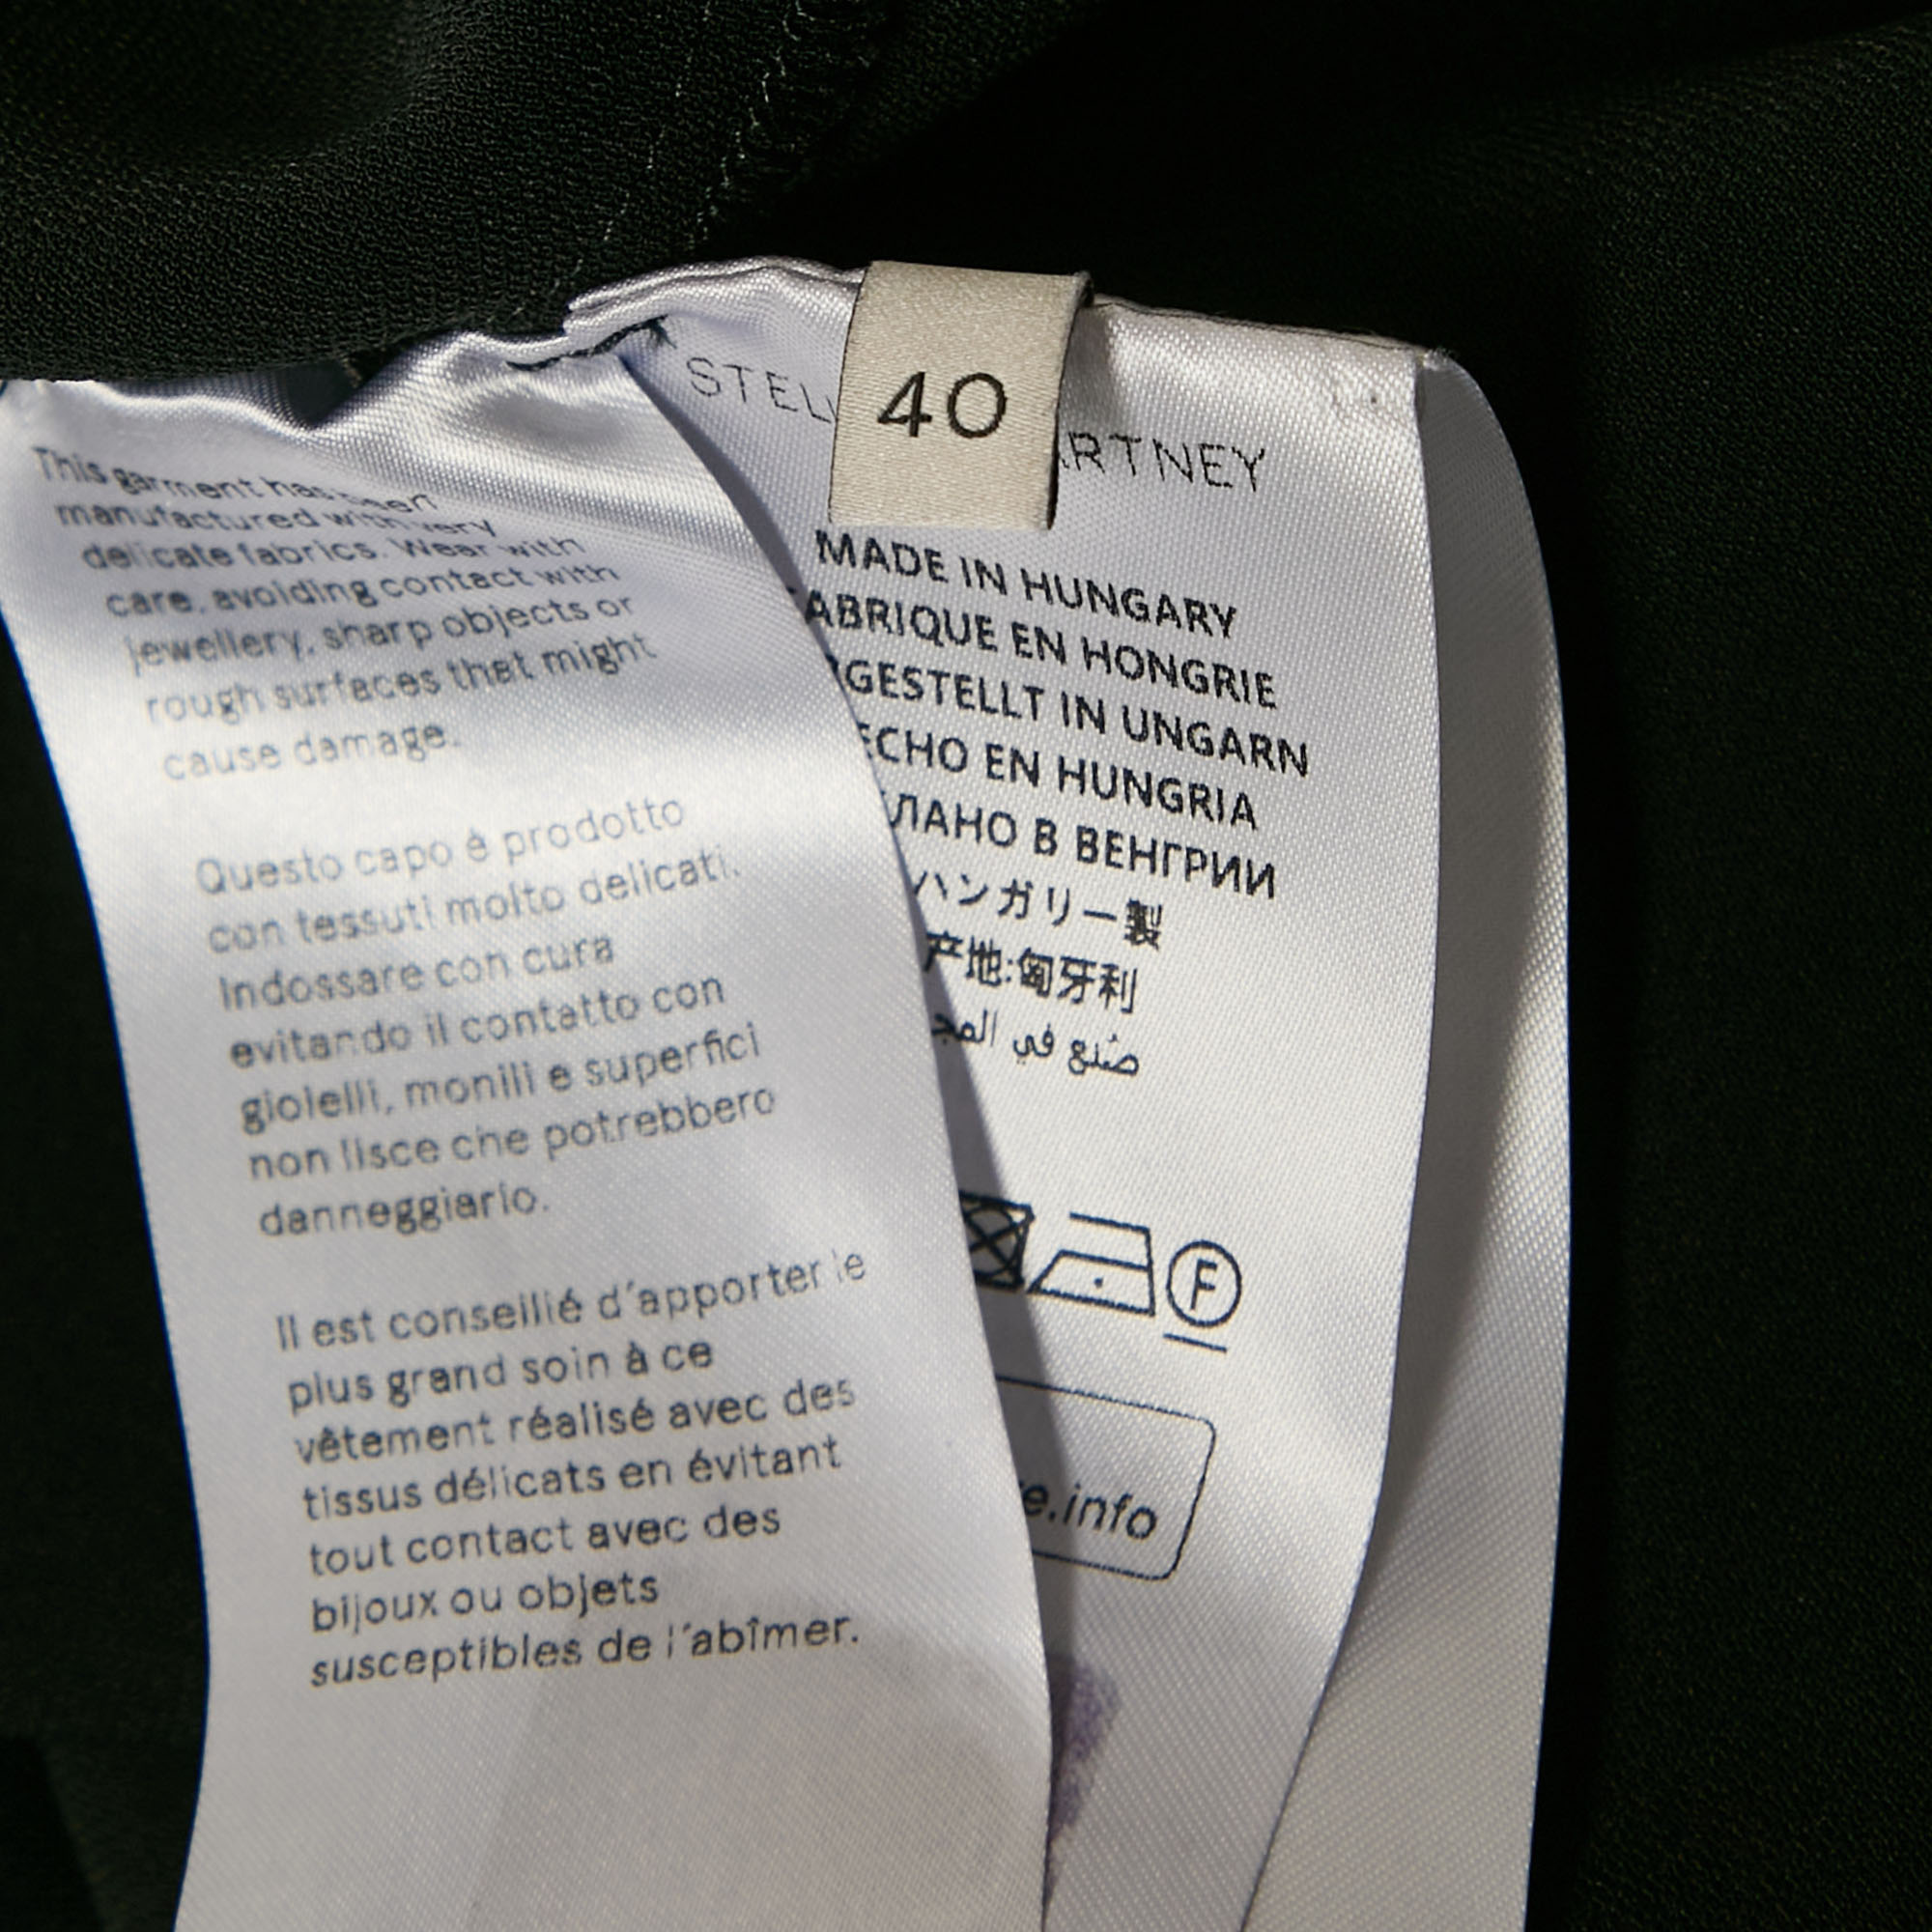 This garment has been
manufactured with very
delicate fabrics. Wear with
care, avoiding contact with
jewellery, sharp objects or
rough surfaces that might
cause damage.
Questo capo è prodotto
con tessuti molto delicati.
Indossare con cura
evitando il contatto con
gioielli, monili e superfici
non lisce che potrebbero
danneggiarlo.
Il est conseillé d'apporter le
plus grand soin à ce
vêtement réalisé avec des
tissus délicats en évitant
tout contact avec des
bijoux ou objets
susceptibles de l'abîmer.
40
STEL ARTNEY
MADE IN HUNGARY
ABRIQUE EN HONGRIE
GESTELLT IN UNGARN
ECHO EN HUNGRIA
ЛАНО В ВЕНГРИИ
ハンガリー製
产地:匈牙利
صُنع في المج
F
e.info